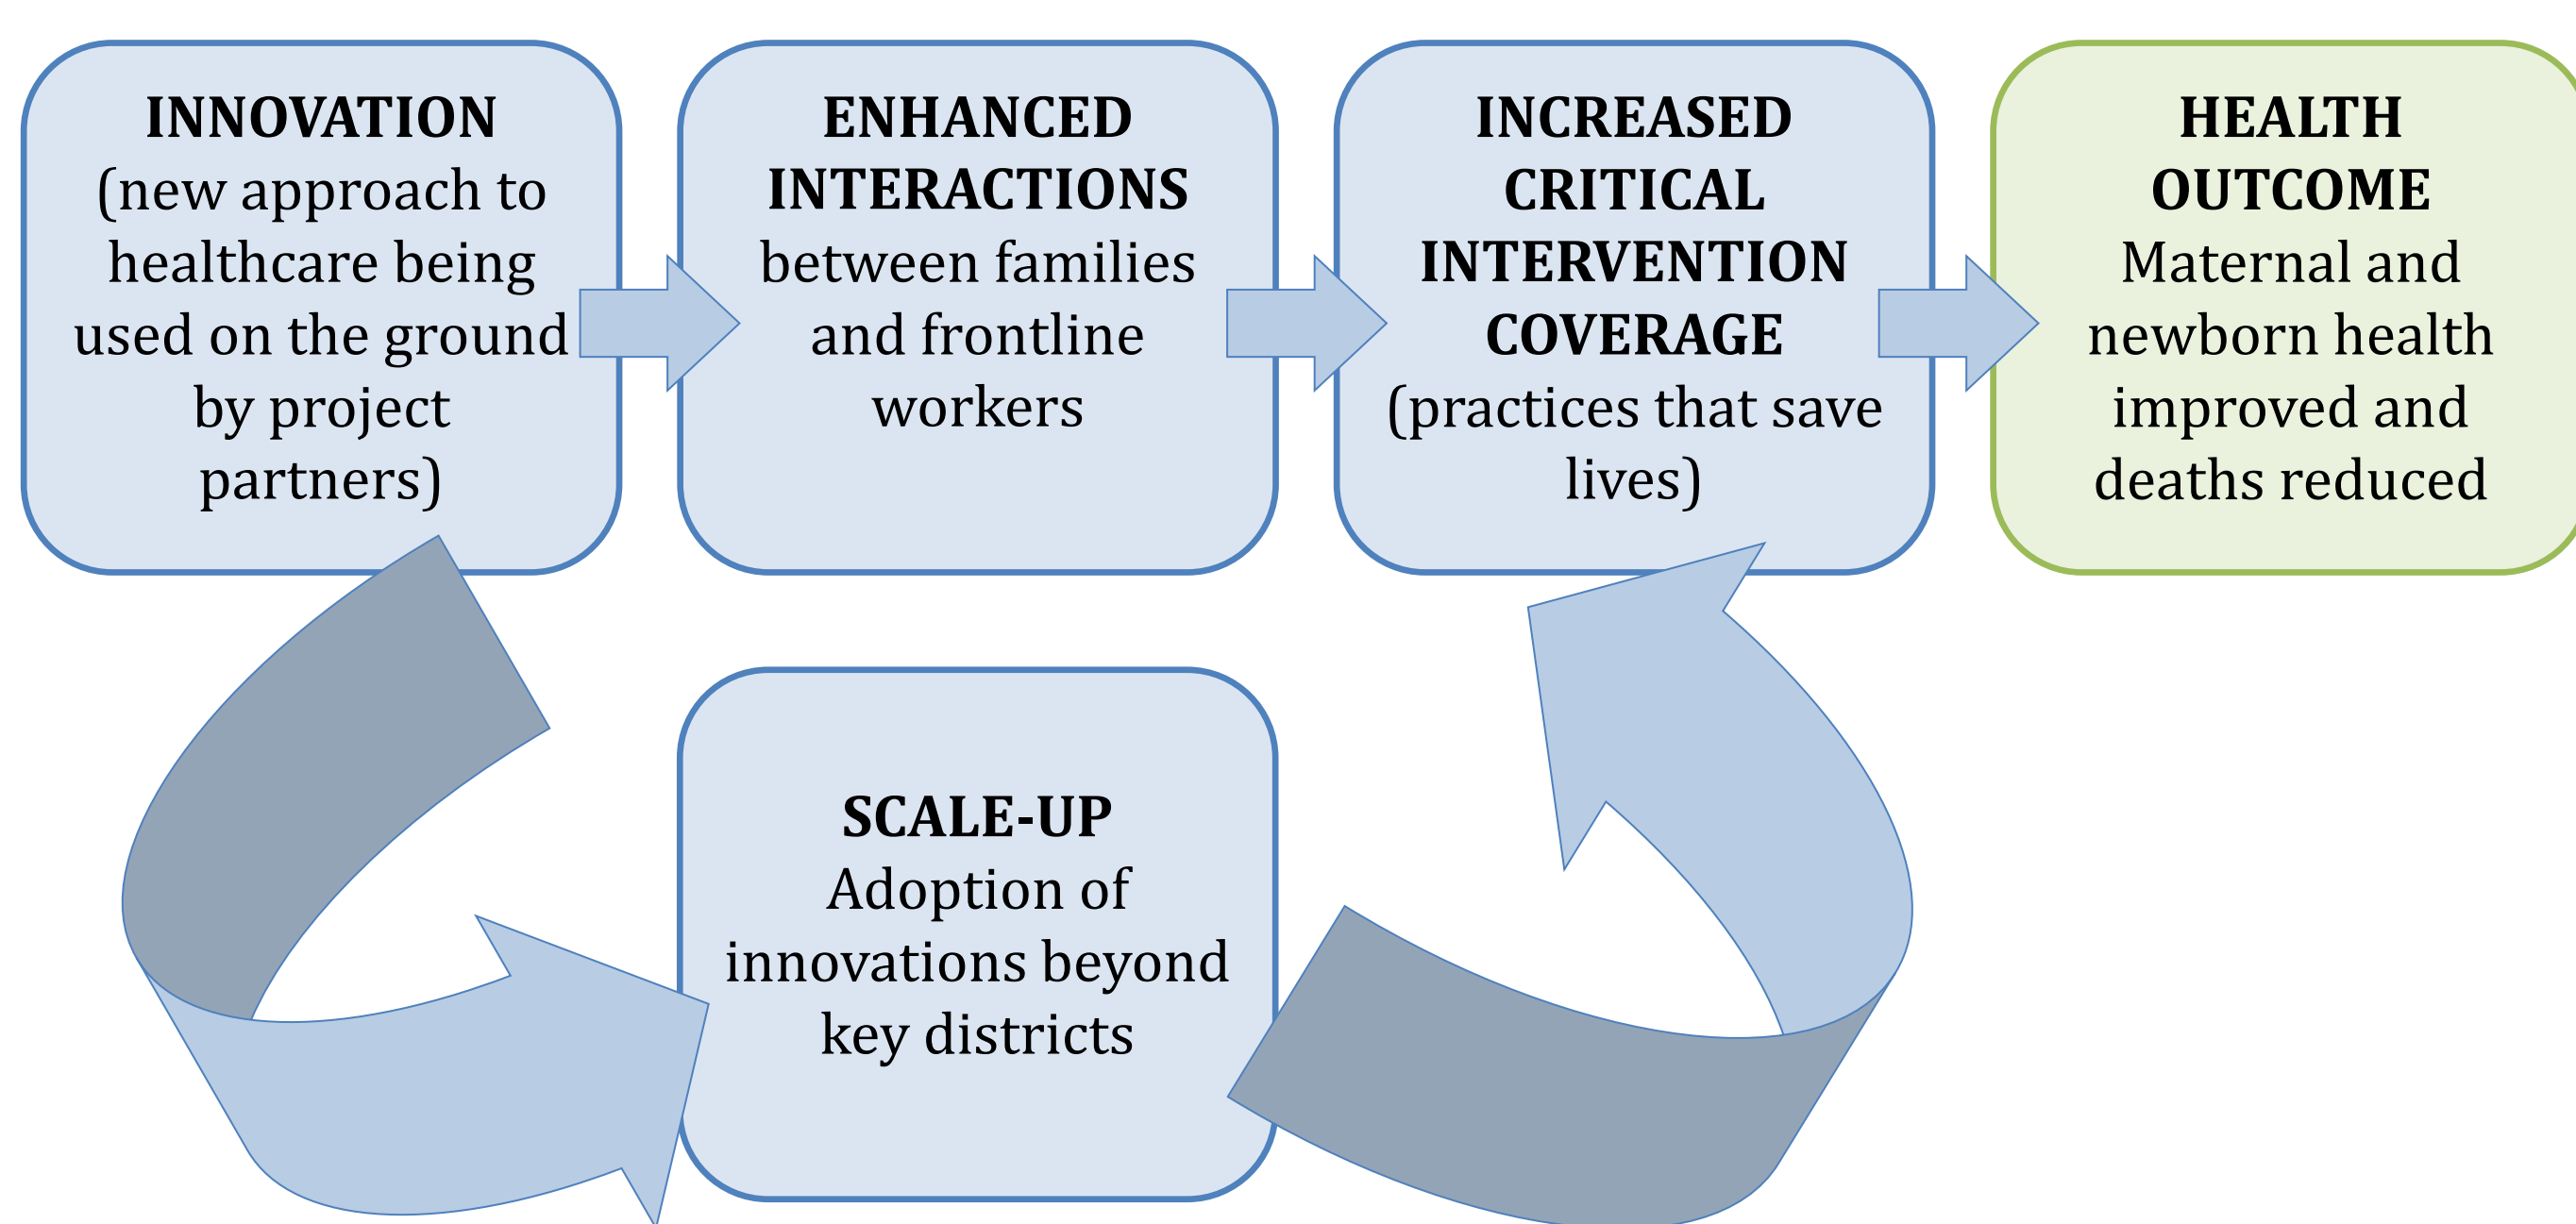 INNOVATION
(new approach to
healthcare being
used on the ground
by project
partners)
ENHANCED
INTERACTIONS
between families
and frontline
workers
INCREASED
CRITICAL
INTERVENTION
COVERAGE
(practices that save
lives)
HEALTH
OUTCOME
Maternal and
newborn health
improved and
deaths reduced
SCALE-UP
Adoption of
innovations beyond
key districts